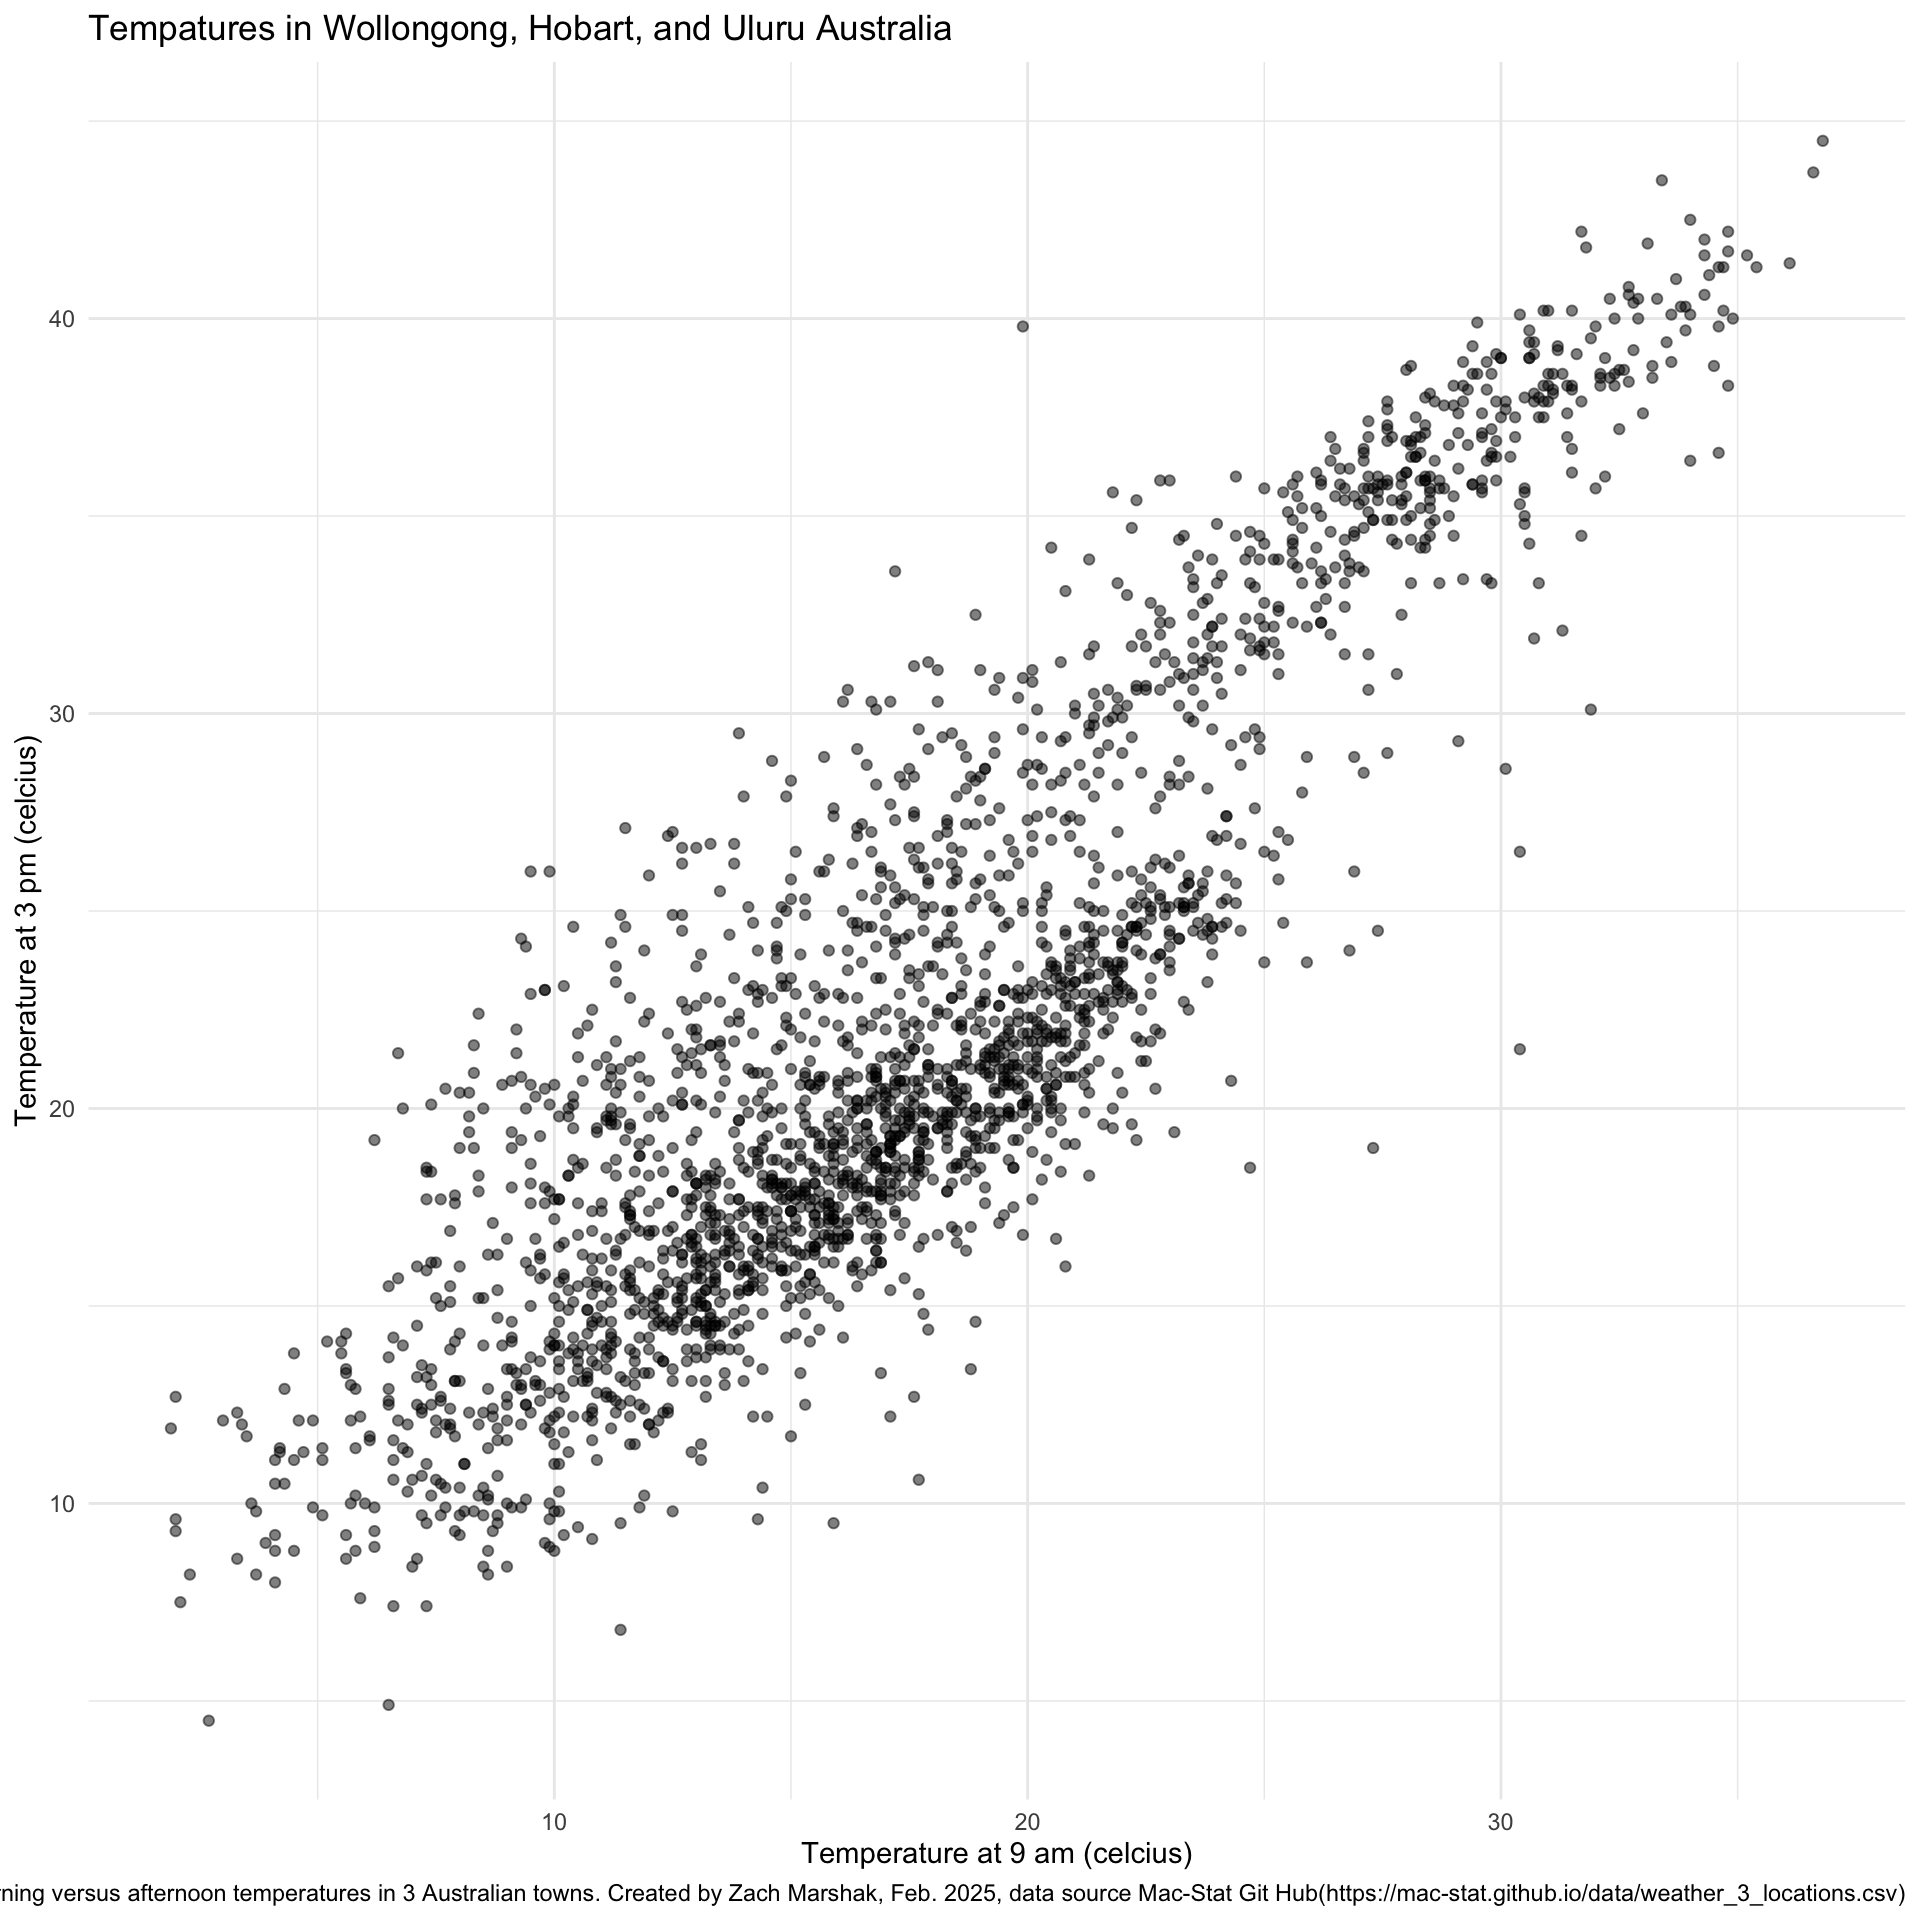 Tempatures in Wollongong, Hobart, and Uluru Australia
40
30
20
10
Temperature at 3 pm (celcius)
10 20 30
Temperature at 9 am (celcius)
versus afternoon temperatures in 3 Australian towns. Created by Zach Marshak, Feb. 2025, data source Mac-Stat Git Hub(https://mac-stat.github.io/data/weather_3_locations.csv)